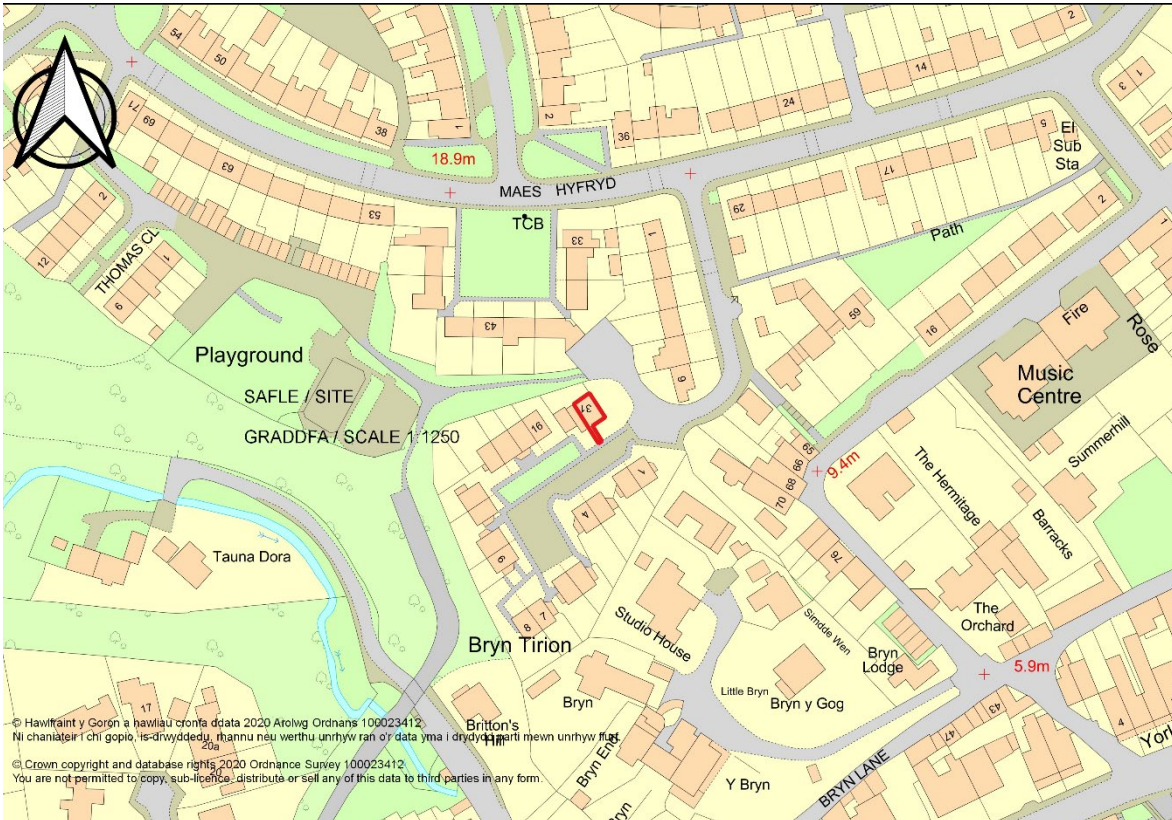 54
50
38
1
2
36
24
14
2
1
3
71
69
63
53
18.9m
MAES HYFRYD
TCB
33
1
29
17
5
El
Sub
Sta
2
Path
2
12
THOMAS CL
1
6
43
9
59
16
Fire
Rose
Music
Centre
Playground
SAFLE / SITE
GRADDFA / SCALE 1:1250
31
16
1
4
65
66
68
70
9.4m
76
Summerhill
The Hermitage
Barracks
Tauna Dora
9
8
7
Bryn Tirion
Studio House
Simdde Wen
The
Orchard
Bryn
Lodge
5.9m
Bryn
Little Bryn
Bryn y Gog
17
20a
20
Britton's
Hill
Bryn End
Y Bryn
Bryn
BRYN LANE
47
43
4
York
© Hawlfraint y Goron a hawliau cronfa ddata 2020 Arolwg Ordnans 100023412
Ni chaniateir i chi gopio, is-drwyddedu, rhannu neu werthu unrhyw ran o'r data yma i drydydd parti mewn unrhyw ffurf.
© Crown copyright and database rights 2020 Ordnance Survey 100023412
You are not permitted to copy, sub-licence, distribute or sell any of this data to third parties in any form.